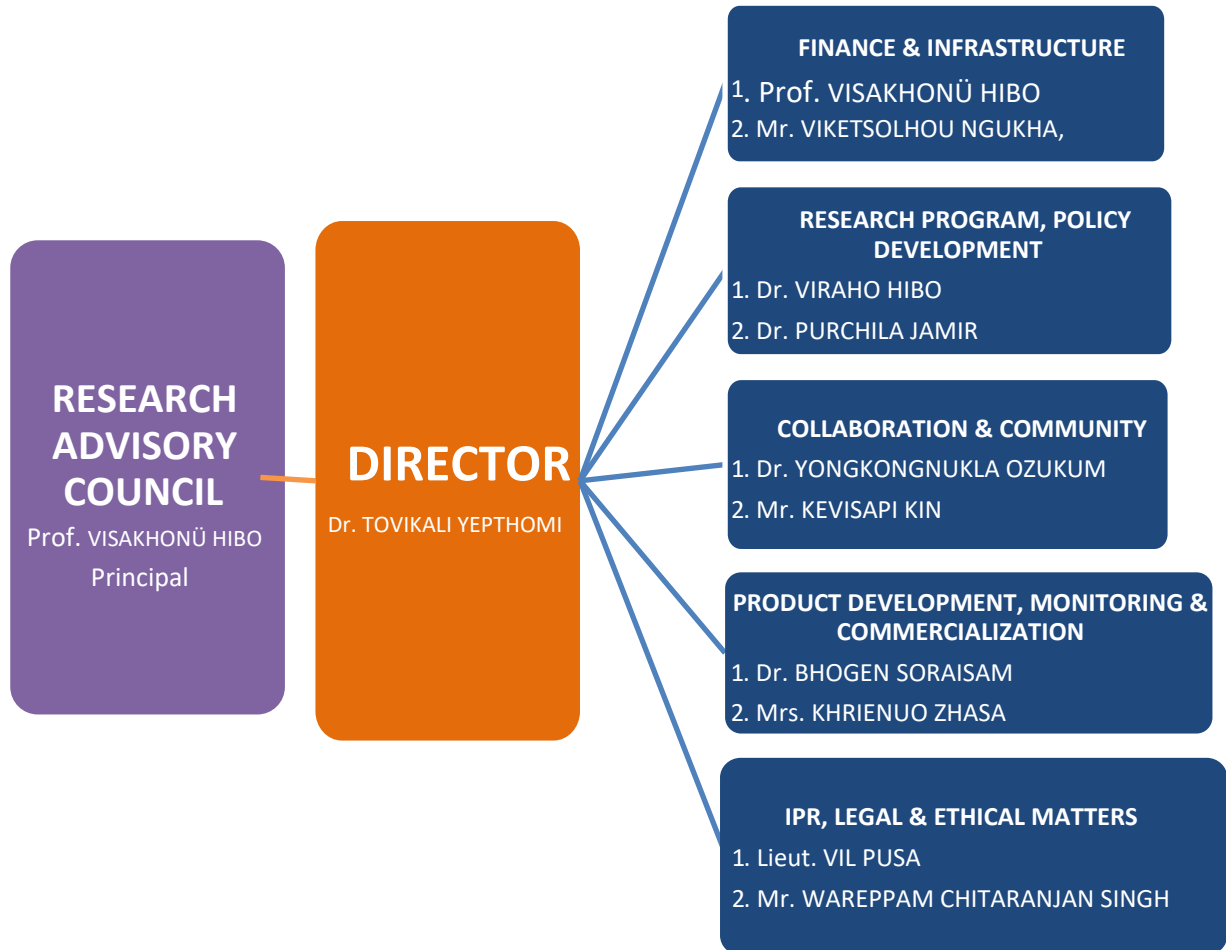 RESEARCH
ADVISORY
COUNCIL
Prof. VISAKHONÜ HIBO
Principal
DIRECTOR
Dr. TOVIKALI YEPTHOMI
FINANCE & INFRASTRUCTURE
1. Prof. VISAKHONÜ HIBO
2. Mr. VIKETSOLHOU NGUKHA,
RESEARCH PROGRAM, POLICY
DEVELOPMENT
1. Dr. VIRAHO HIBO
2. Dr. PURCHILA JAMIR
COLLABORATION & COMMUNITY
1. Dr. YONGKONGNUKLA OZUKUM
2. Mr. KEVISAPI KIN
PRODUCT DEVELOPMENT, MONITORING &
COMMERCIALIZATION
1. Dr. BHOGEN SORAISAM
2. Mrs. KHRIENUO ZHASA
IPR, LEGAL & ETHICAL MATTERS
1. Lieut. VIL PUSA
2. Mr. WAREPPAM CHITARANJAN SINGH